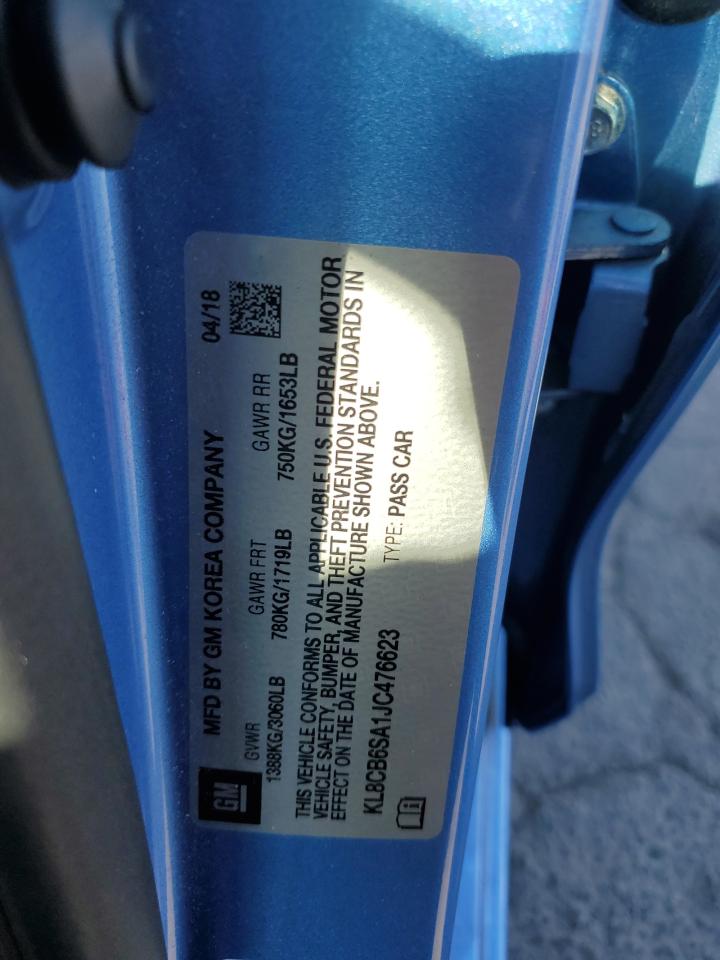 GM
MFD BY GM KOREA COMPANY 04/18
GVWR GAWR FRT GAWR RR
1388KG/3060LB 780KG/1719LB 750KG/1653LB
THIS VEHICLE CONFORMS TO ALL APPLICABLE U.S. FEDERAL MOTOR
VEHICLE SAFETY, BUMPER, AND THEFT PREVENTION STANDARDS IN
EFFECT ON THE DATE OF MANUFACTURE SHOWN ABOVE.
KL8CB6SA1JC476623 TYPE: PASS CAR